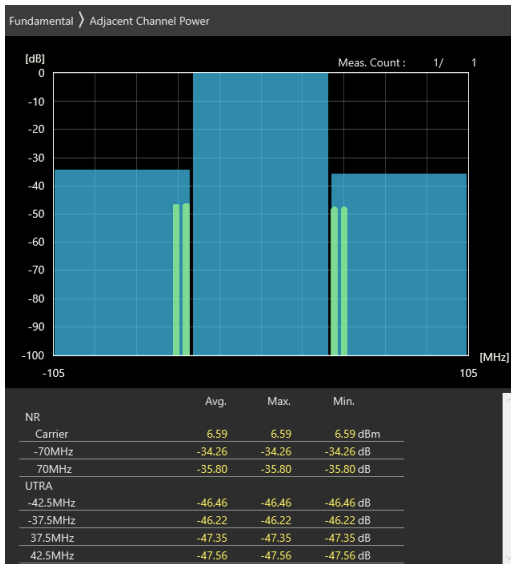 Fundamental 〉 Adjacent Channel Power
[dB] Meas. Count : 1/ 1
0
-10
-20
-30
-40
-50
-60
-70
-80
-90
-100 [MHz]
-105 105
Avg. Max. Min.
NR
Carrier 6.59 6.59 6.59 dBm
-70MHz -34.26 -34.26 -34.26 dB
70MHz -35.80 -35.80 -35.80 dB
UTRA
-42.5MHz -46.46 -46.46 -46.46 dB
-37.5MHz -46.22 -46.22 -46.22 dB
37.5MHz -47.35 -47.35 -47.35 dB
42.5MHz -47.56 -47.56 -47.56 dB